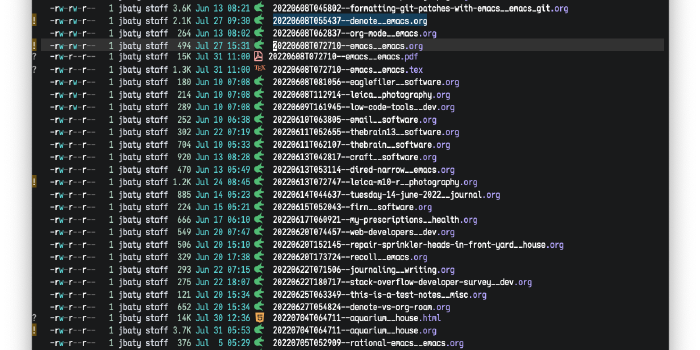 -rw-r--r-- 1 jbaty staff 3.6K Jun 13 08:21 20220608T045802--formatting-git-patches-with-emacs__emacs_git.org
! -rw-r--r-- 1 jbaty staff 2.1K Jul 27 09:30 20220608T055437--denote__emacs.org
-rw-r--r-- 1 jbaty staff 264 Jun 13 08:02 20220608T062837--org-mode__emacs.org
! -rw-rw-r-- 1 jbaty staff 494 Jul 27 15:31 20220608T072710--emacs__emacs.org
? -rw-r--r-- 1 jbaty staff 15K Jul 31 11:00 20220608T072710--emacs__emacs.pdf
? -rw-r--r-- 1 jbaty staff 1.3K Jul 31 11:00 TEX 20220608T072710--emacs__emacs.tex
-rw-rw-r-- 1 jbaty staff 180 Jun 10 07:08 20220608T081056--eaglefiler__software.org
-rw-rw-r-- 1 jbaty staff 214 Jun 10 07:08 20220608T112914--leica__photography.org
-rw-rw-r-- 1 jbaty staff 289 Jun 10 07:08 20220609T161945--low-code-tools__dev.org
-rw-r--r-- 1 jbaty staff 252 Jun 10 06:38 20220610T063805--email__software.org
-rw-r--r-- 1 jbaty staff 302 Jun 22 07:19 20220611T052655--thebrain13__software.org
-rw-r--r-- 1 jbaty staff 704 Jun 10 05:33 20220611T062107--thebrain__software.org
-rw-r--r-- 1 jbaty staff 920 Jun 13 08:28 20220613T042817--craft__software.org
-rw-r--r-- 1 jbaty staff 470 Jun 13 05:49 20220613T053114--dired-narrow__emacs.org
! -rw-r--r-- 1 jbaty staff 1.2K Jul 24 08:45 20220613T072747--leica-m10-r__photography.org
-rw-r--r-- 1 jbaty staff 885 Jun 14 05:23 20220614T044637--tuesday-14-june-2022__journal.org
-rw-r--r-- 1 jbaty staff 224 Jun 15 05:21 20220615T052043--firn__software.org
-rw-r--r-- 1 jbaty staff 666 Jun 17 06:10 20220617T060921--my-prescriptions__health.org
-rw-r--r-- 1 jbaty staff 549 Jun 20 07:47 20220620T074457--web-developers__dev.org
-rw-r--r-- 1 jbaty staff 506 Jun 20 15:10 20220620T152145--repair-sprinkler-heads-in-front-yard__house.org
-rw-r--r-- 1 jbaty staff 329 Jun 20 17:38 20220620T173724--recoll__emacs.org
-rw-r--r-- 1 jbaty staff 293 Jun 22 07:15 20220622T071506--journaling__writing.org
-rw-r--r-- 1 jbaty staff 275 Jun 22 18:07 20220622T180717--stack-overflow-developer-survey__dev.org
-rw-r--r-- 1 jbaty staff 121 Jul 20 15:34 20220625T063349--this-is-a-test-notes__misc.org
-rw-r--r-- 1 jbaty staff 652 Jul 20 15:34 20220627T054824--denote-vs-org-roam.org
? -rw-r--r-- 1 jbaty staff 14K Jul 30 12:36 20220704T064711--aquarium__house.html
! -rw-r--r-- 1 jbaty staff 3.7K Jul 31 05:53 20220704T064711--aquarium__house.org
-rw-r--r-- 1 jbaty staff 376 Jul 5 05:29 20220705T052909--rational-emacs__emacs.org